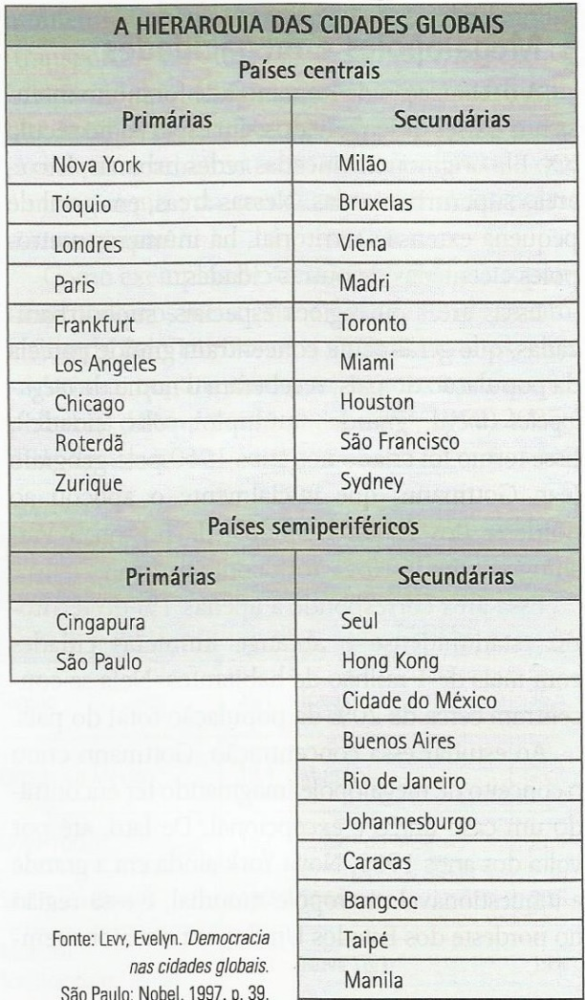 A HIERARQUIA DAS CIDADES GLOBAIS
Países centrais
Primárias Secundárias
Nova York Milão
Tóquio Bruxelas
Londres Viena
Paris Madri
Frankfurt Toronto
Los Angeles Miami
Chicago Houston
Roterdã São Francisco
Zurique Sydney
Países semiperiféricos
Primárias Secundárias
Cingapura Seul
São Paulo Hong Kong
Cidade do México
Buenos Aires
Rio de Janeiro
Johannesburgo
Caracas
Bangcoc
Taipé
Manila
Fonte: LEVY, Evelyn. Democracia
nas cidades globais.
São Paulo: Nobel, 1997. p. 39.